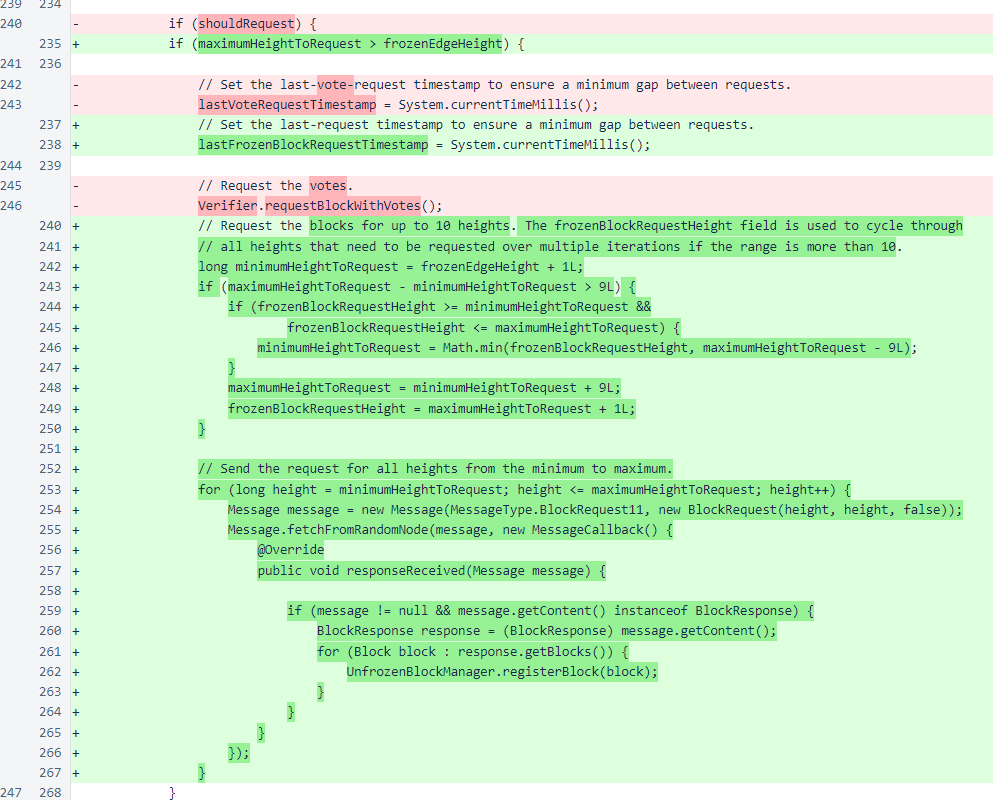 239 234
240 - if (shouldRequest) {
235 + if (maximumHeightToRequest > frozenEdgeHeight) {
241 236
242 - // Set the last-vote-request timestamp to ensure a minimum gap between requests.
243 - lastVoteRequestTimestamp = System.currentTimeMillis();
237 + // Set the last-request timestamp to ensure a minimum gap between requests.
238 + lastFrozenBlockRequestTimestamp = System.currentTimeMillis();
244 239
245 - // Request the votes.
246 - Verifier.requestBlockWithVotes();
240 + // Request the blocks for up to 10 heights. The frozenBlockRequestHeight field is used to cycle through
241 + // all heights that need to be requested over multiple iterations if the range is more than 10.
242 + long minimumHeightToRequest = frozenEdgeHeight + 1L;
243 + if (maximumHeightToRequest - minimumHeightToRequest > 9L) {
244 + if (frozenBlockRequestHeight >= minimumHeightToRequest &&
245 + frozenBlockRequestHeight <= maximumHeightToRequest) {
246 + minimumHeightToRequest = Math.min(frozenBlockRequestHeight, maximumHeightToRequest - 9L);
247 + }
248 + maximumHeightToRequest = minimumHeightToRequest + 9L;
249 + frozenBlockRequestHeight = maximumHeightToRequest + 1L;
250 + }
251 +
252 + // Send the request for all heights from the minimum to maximum.
253 + for (long height = minimumHeightToRequest; height <= maximumHeightToRequest; height++) {
254 + Message message = new Message(MessageType.BlockRequest11, new BlockRequest(height, height, false));
255 + Message.fetchFromRandomNode(message, new MessageCallback() {
256 + @Override
257 + public void responseReceived(Message message) {
258 +
259 + if (message != null && message.getContent() instanceof BlockResponse) {
260 + BlockResponse response = (BlockResponse) message.getContent();
261 + for (Block block : response.getBlocks()) {
262 + UnfrozenBlockManager.registerBlock(block);
263 + }
264 + }
265 + }
266 + });
267 + }
247 268 }